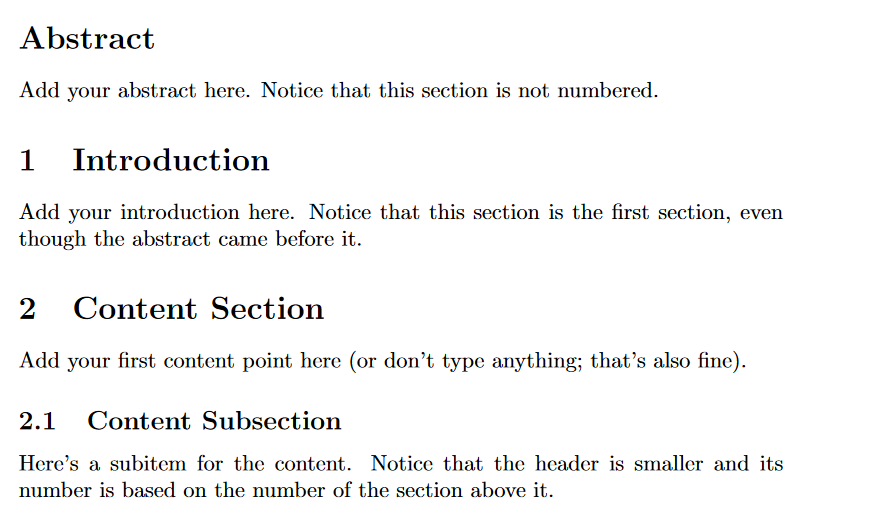 Abstract
Add your abstract here. Notice that this section is not numbered.
1 Introduction
Add your introduction here. Notice that this section is the first section, even
though the abstract came before it.
2 Content Section
Add your first content point here (or don't type anything; that's also fine).
2.1 Content Subsection
Here's a subitem for the content. Notice that the header is smaller and its
number is based on the number of the section above it.